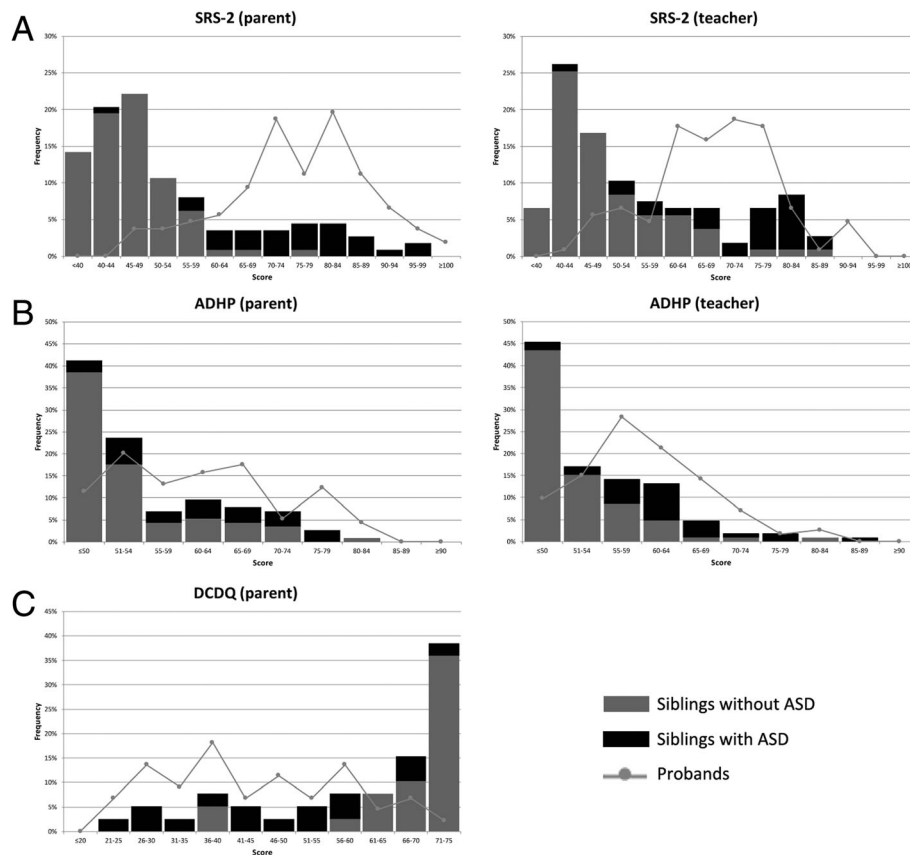 A
SRS-2 (parent)
Frequency
30%
25%
20%
15%
10%
5%
0%
<40 40-44 45-49 50-54 55-59 60-64 65-69 70-74 75-79 80-84 85-89 90-94 95-99 ≥100
Score
SRS-2 (teacher)
Frequency
30%
25%
20%
15%
10%
5%
0%
<40 40-44 45-49 50-54 55-59 60-64 65-69 70-74 75-79 80-84 85-89 90-94 95-99 ≥100
Score
B
ADHP (parent)
Frequency
50%
45%
40%
35%
30%
25%
20%
15%
10%
5%
0%
≤50 51-54 55-59 60-64 65-69 70-74 75-79 80-84 85-89 ≥90
Score
ADHP (teacher)
Frequency
50%
45%
40%
35%
30%
25%
20%
15%
10%
5%
0%
≤50 51-54 55-59 60-64 65-69 70-74 75-79 80-84 85-89 ≥90
Score
C
DCDQ (parent)
Frequency
45%
40%
35%
30%
25%
20%
15%
10%
5%
0%
≤20 21-25 26-30 31-35 36-40 41-45 46-50 51-55 56-60 61-65 66-70 71-75
Score
Siblings without ASD
Siblings with ASD
Probands